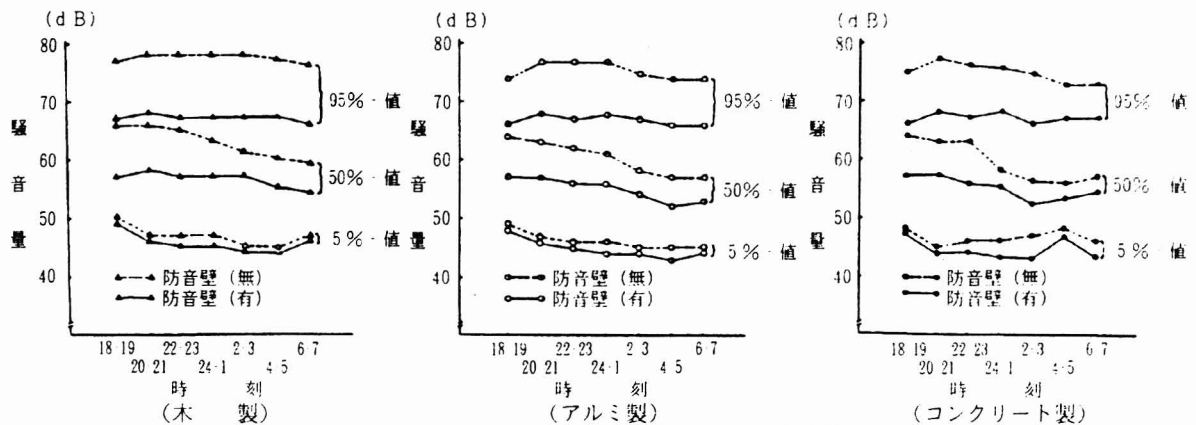 (dB)
80
70
60
50
40
騒音量
95%・値
50%・値
5%・値
防音壁(無)
防音壁(有)
18-19
20 21
22-23
24-1
2-3
4-5
6-7
時刻
(木製)
(dB)
80
70
60
50
40
騒音量
95%・値
50%・値
5%・値
防音壁(無)
防音壁(有)
18 19
20 21
22-23
24-1
2-3
4 5
6-7
時刻
(アルミ製)
(dB)
80
70
60
50
40
騒音量
95%・値
50%・値
5%・値
防音壁(無)
防音壁(有)
18-19
20 21
22 23
24-1
2-3
4-5
6-7
時刻
(コンクリート製)